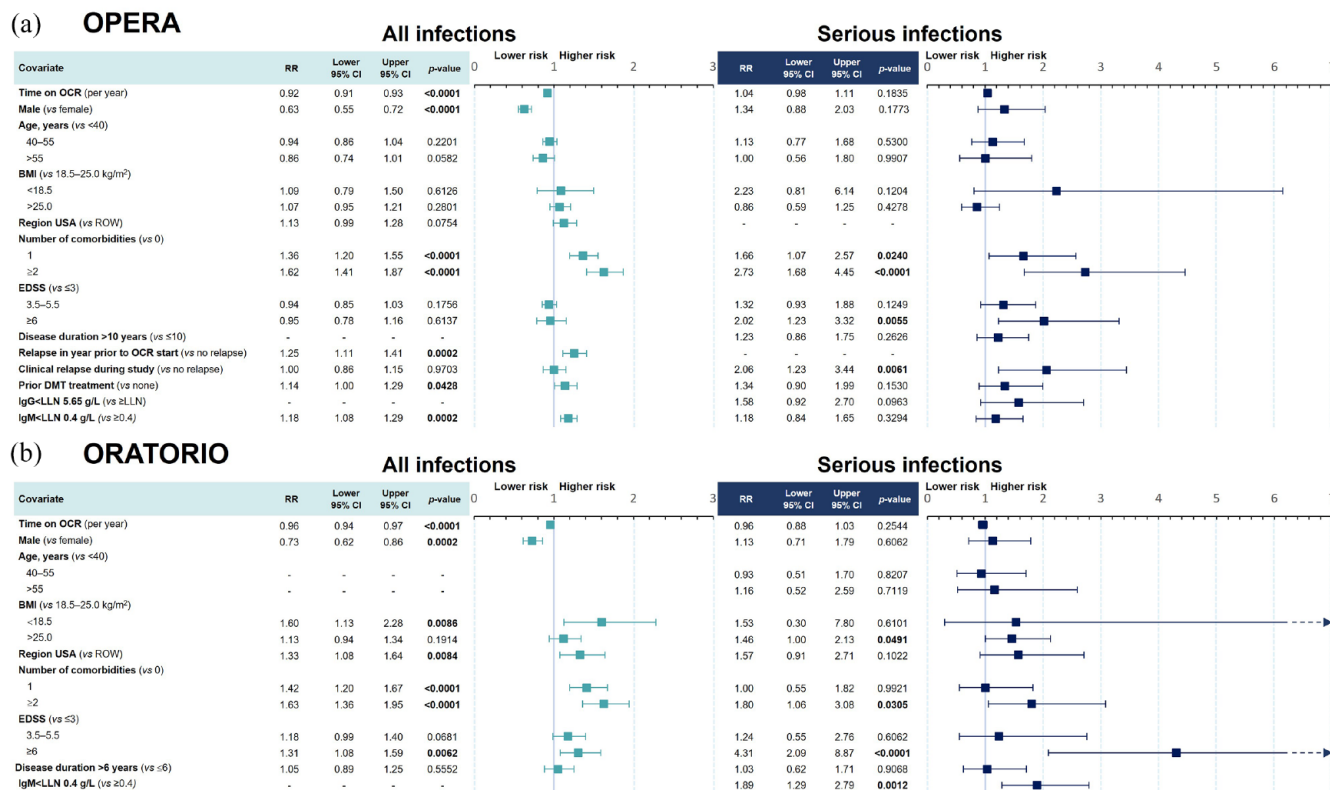 (a) OPERA
All infections Serious infections
Lower risk Higher risk Lower risk Higher risk
Covariate RR Lower 95% CI Upper 95% CI p-value 0 1 2 3 RR Lower 95% CI Upper 95% CI p-value 0 1 2 3 4 5 6 7
Time on OCR (per year) 0.92 0.91 0.93 <0.0001 1.04 0.98 1.11 0.1835
Male (vs female) 0.63 0.55 0.72 <0.0001 1.34 0.88 2.03 0.1773
Age, years (vs <40)
40–55 0.94 0.86 1.04 0.2201 1.13 0.77 1.68 0.5300
>55 0.86 0.74 1.01 0.0582 1.00 0.56 1.80 0.9907
BMI (vs 18.5–25.0 kg/m²)
<18.5 1.09 0.79 1.50 0.6126 2.23 0.81 6.14 0.1204
>25.0 1.07 0.95 1.21 0.2801 0.86 0.59 1.25 0.4278
Region USA (vs ROW) 1.13 0.99 1.28 0.0754 - - - -
Number of comorbidities (vs 0)
1 1.36 1.20 1.55 <0.0001 1.66 1.07 2.57 0.0240
≥2 1.62 1.41 1.87 <0.0001 2.73 1.68 4.45 <0.0001
EDSS (vs ≤3)
3.5–5.5 0.94 0.85 1.03 0.1756 1.32 0.93 1.88 0.1249
≥6 0.95 0.78 1.16 0.6137 2.02 1.23 3.32 0.0055
Disease duration >10 years (vs ≤10) 1.23 0.86 1.75 0.2626
Relapse in year prior to OCR start (vs no relapse) 1.25 1.11 1.41 0.0002 - - - -
Clinical relapse during study (vs no relapse) 1.00 0.86 1.15 0.9703 2.06 1.23 3.44 0.0061
Prior DMT treatment (vs none) 1.14 1.00 1.29 0.0428 1.34 0.90 1.99 0.1530
IgG<LLN 5.65 g/L (vs ≥LLN) - - - - 1.58 0.92 2.70 0.0963
IgM<LLN 0.4 g/L (vs ≥0.4) 1.18 1.08 1.29 0.0002 1.18 0.84 1.65 0.3294
(b) ORATORIO
All infections Serious infections
Lower risk Higher risk Lower risk Higher risk
Covariate RR Lower 95% CI Upper 95% CI p-value 0 1 2 3 RR Lower 95% CI Upper 95% CI p-value 0 1 2 3 4 5 6 7
Time on OCR (per year) 0.96 0.94 0.97 <0.0001 0.96 0.88 1.03 0.2544
Male (vs female) 0.73 0.62 0.86 0.0002 1.13 0.71 1.79 0.6062
Age, years (vs <40)
40–55 - - - - 0.93 0.51 1.70 0.8207
>55 - - - - 1.16 0.52 2.59 0.7119
BMI (vs 18.5–25.0 kg/m²)
<18.5 1.60 1.13 2.28 0.0086 1.53 0.30 7.80 0.6101
>25.0 1.13 0.94 1.34 0.1914 1.46 1.00 2.13 0.0491
Region USA (vs ROW) 1.33 1.08 1.64 0.0084 1.57 0.91 2.71 0.1022
Number of comorbidities (vs 0)
1 1.42 1.20 1.67 <0.0001 1.00 0.55 1.82 0.9921
≥2 1.63 1.36 1.95 <0.0001 1.80 1.06 3.08 0.0305
EDSS (vs ≤3)
3.5–5.5 1.18 0.99 1.40 0.0681 1.24 0.55 2.76 0.6062
≥6 1.31 1.08 1.59 0.0062 4.31 2.09 8.87 <0.0001
Disease duration >6 years (vs ≤6) 1.05 0.89 1.25 0.5552 1.03 0.62 1.71 0.9068
IgM<LLN 0.4 g/L (vs ≥0.4) - - - - 1.89 1.29 2.79 0.0012